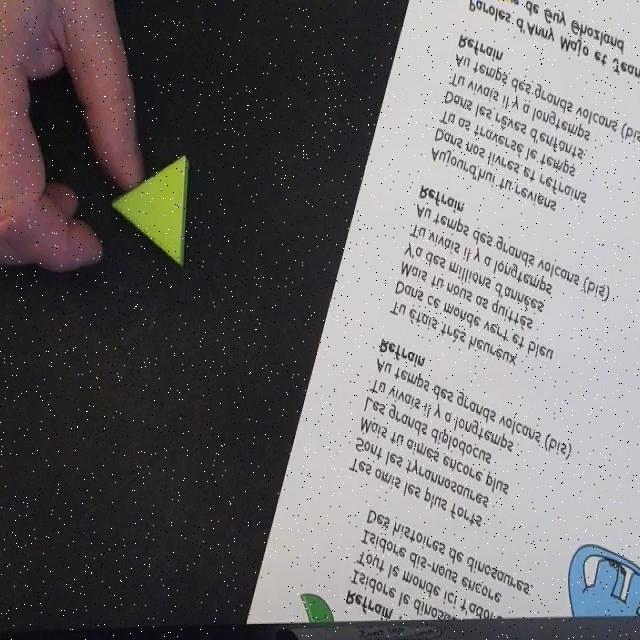 Refrain
Isidore le
Tout le monde ici t'adore
Isidore dis-nous encore
Des histoires de dinosaures
Tes amis les plus forts
Sont les tyrannosaures
Mais tu aimes encore plus
Les grands diplodocus
Tu vivais il y a longtemps
Au temps des grands volcans (bis)
Refrain
Tu étais très heureux
Dans ce monde vert et bleu
Mais tu nous as quittés
Y'a des millions d'années
Tu vivais il y a longtemps
Au temps des grands volcans (bis)
Refrain
Aujourd'hui tu reviens
Dans nos livres et refrains
Tu as traversé le temps
Dans les rêves d'enfants
Tu vivais il y a longtemps
Au temps des grands volcans (bis
Refrain
Paroles d'Anny Majo et Jean
de Guy Ghozland